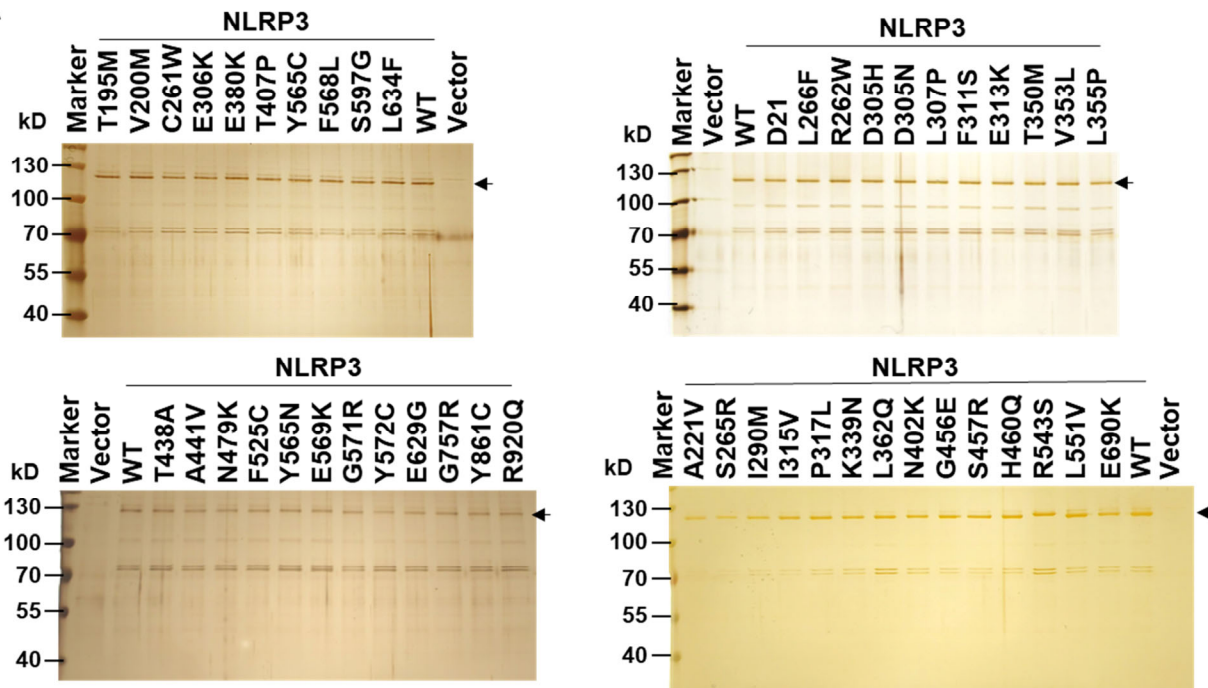 NLRP3
kD
Marker
T195M
V200M
C261W
E306K
E380K
T407P
Y565C
F568L
S597G
L634F
WT
Vector
130
100
70
55
40
NLRP3
kD
Marker
Vector
WT
D21
L266F
R262W
D305H
D305N
L307P
F311S
E313K
T350M
V353L
L355P
130
100
70
55
40
NLRP3
kD
Marker
Vector
WT
T438A
A441V
N479K
F525C
Y565N
E569K
G571R
Y572C
E629G
G757R
Y861C
R920Q
130
100
70
55
40
NLRP3
kD
Marker
A221V
S265R
I290M
I315V
P317L
K339N
L362Q
N402K
G456E
S457R
H460Q
R543S
L551V
E690K
WT
Vector
130
100
70
55
40